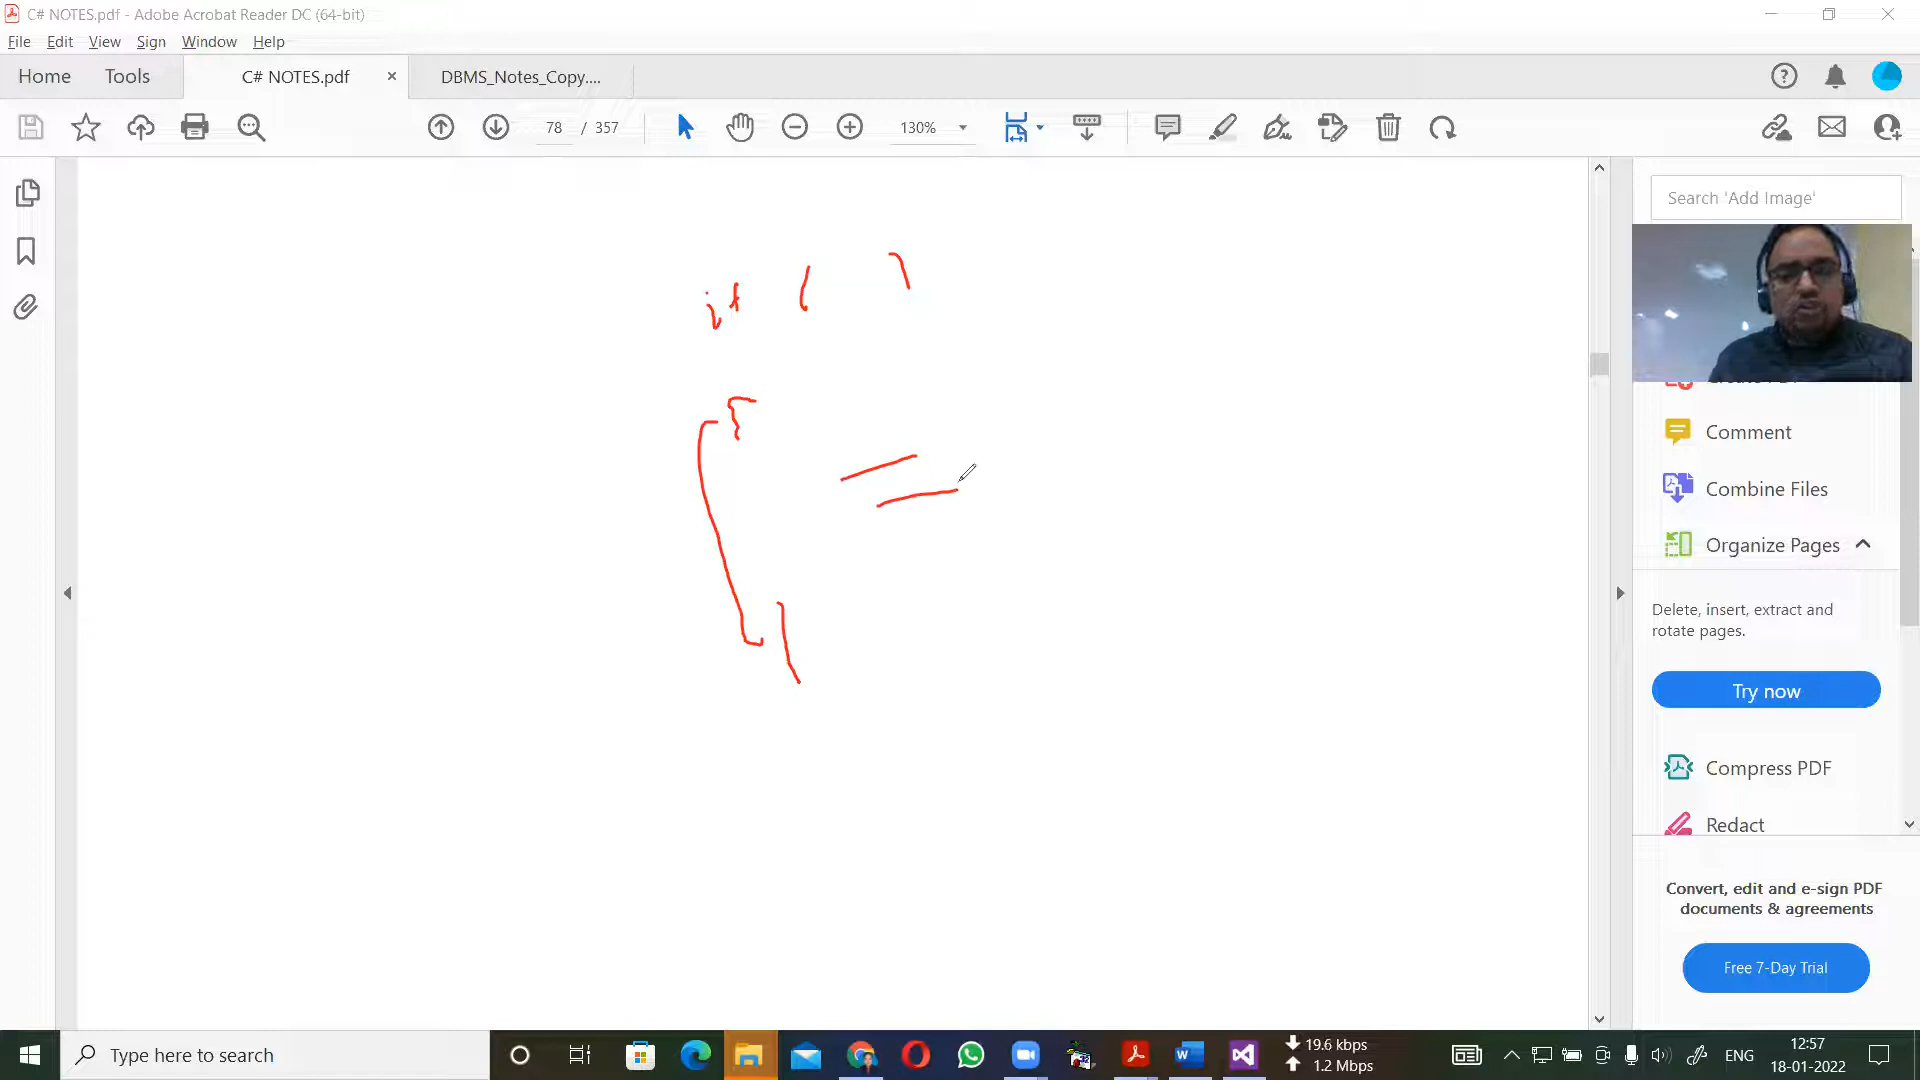 C# NOTES.pdf - Adobe Acrobat Reader DC (64-bit)
File Edit View Sign Window Help
Home Tools C# NOTES.pdf × DBMS_Notes_Copy....
78 / 357 130%
Search 'Add Image'
if ( )
{
Comment
Combine Files
Organize Pages
Delete, insert, extract and
rotate pages.
Try now
Compress PDF
Redact
Convert, edit and e-sign PDF
documents & agreements
Free 7-Day Trial
Type here to search
19.6 kbps
1.2 Mbps
ENG
12:57
18-01-2022